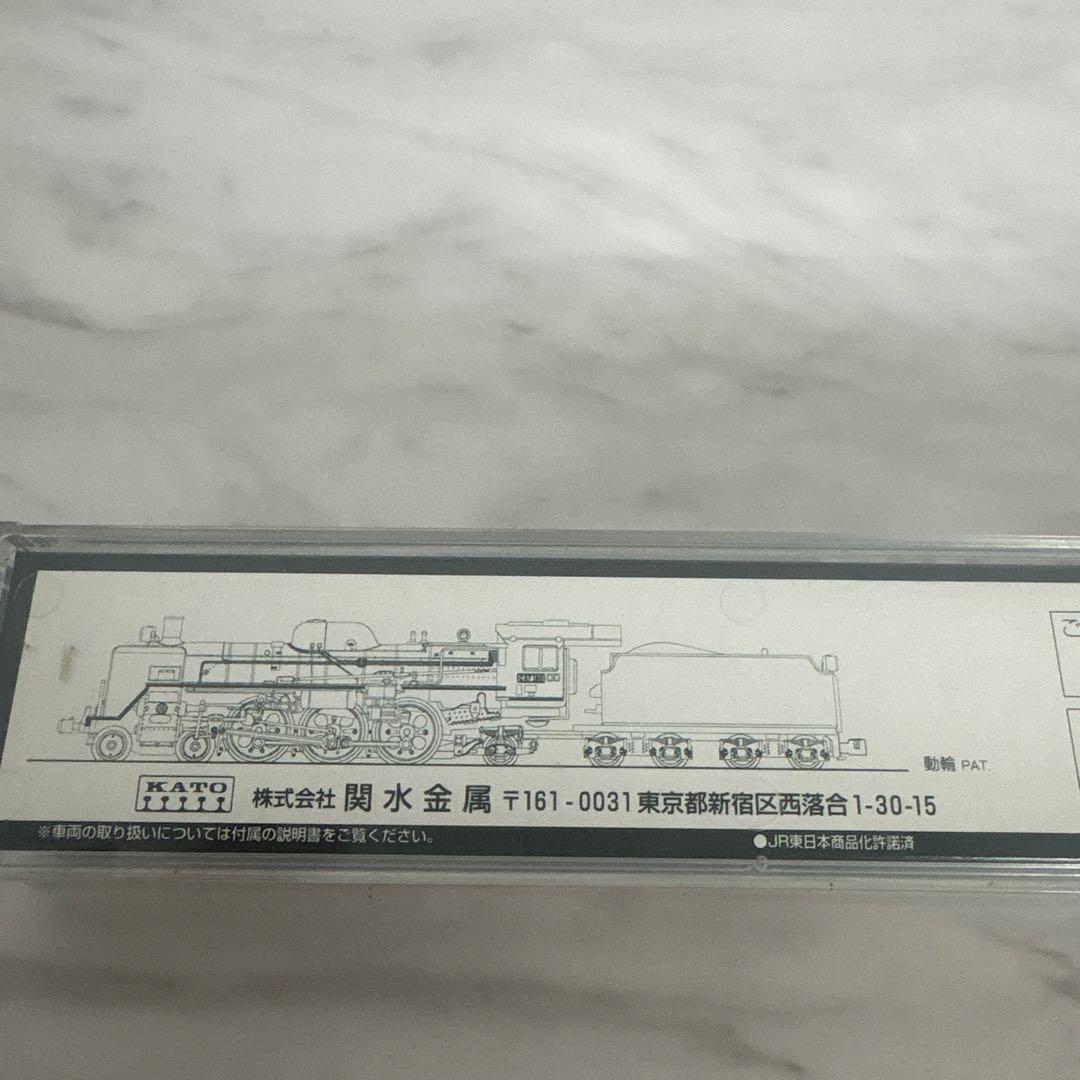 動輪 PAT.
KATO 株式会社 関水金属 〒161-0031 東京都新宿区西落合1-30-15
※車両の取り扱いについては付属の説明書をご覧ください。
●JR東日本商品化許諾済